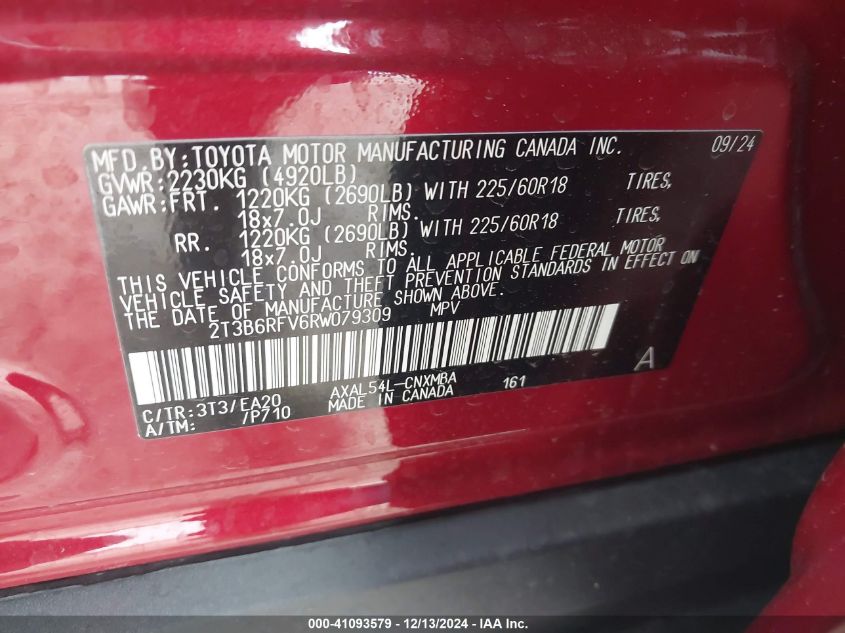 MFD.BY:TOYOTA MOTOR MANUFACTURING CANADA INC. 09/24
GVWR:2230KG (4920LB)
GAWR:FRT. 1220KG (2690LB) WITH 225/60R18 TIRES,
18x7.0J RIMS.
RR. 1220KG (2690LB) WITH 225/60R18 TIRES,
18x7.0J RIMS.
THIS VEHICLE CONFORMS TO ALL APPLICABLE FEDERAL MOTOR
VEHICLE SAFETY AND THEFT PREVENTION STANDARDS IN EFFECT ON
THE DATE OF MANUFACTURE SHOWN ABOVE.
2T3B6RFV6RW079309 MPV
A
C/TR:3T3/EA20 AXAL54L-CNXMBA 161
A/TM: /P710 MADE IN CANADA
000-41093579 - 12/13/2024 - IAA Inc.